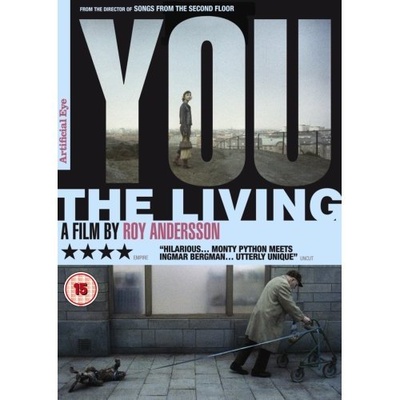 FROM THE DIRECTOR OF SONGS FROM THE SECOND FLOOR
YOU
Artificial Eye
THE LIVING
A FILM BY ROY ANDERSSON
★★★★ EMPIRE
"HILARIOUS... MONTY PYTHON MEETS
INGMAR BERGMAN... UTTERLY UNIQUE" UNCUT
15